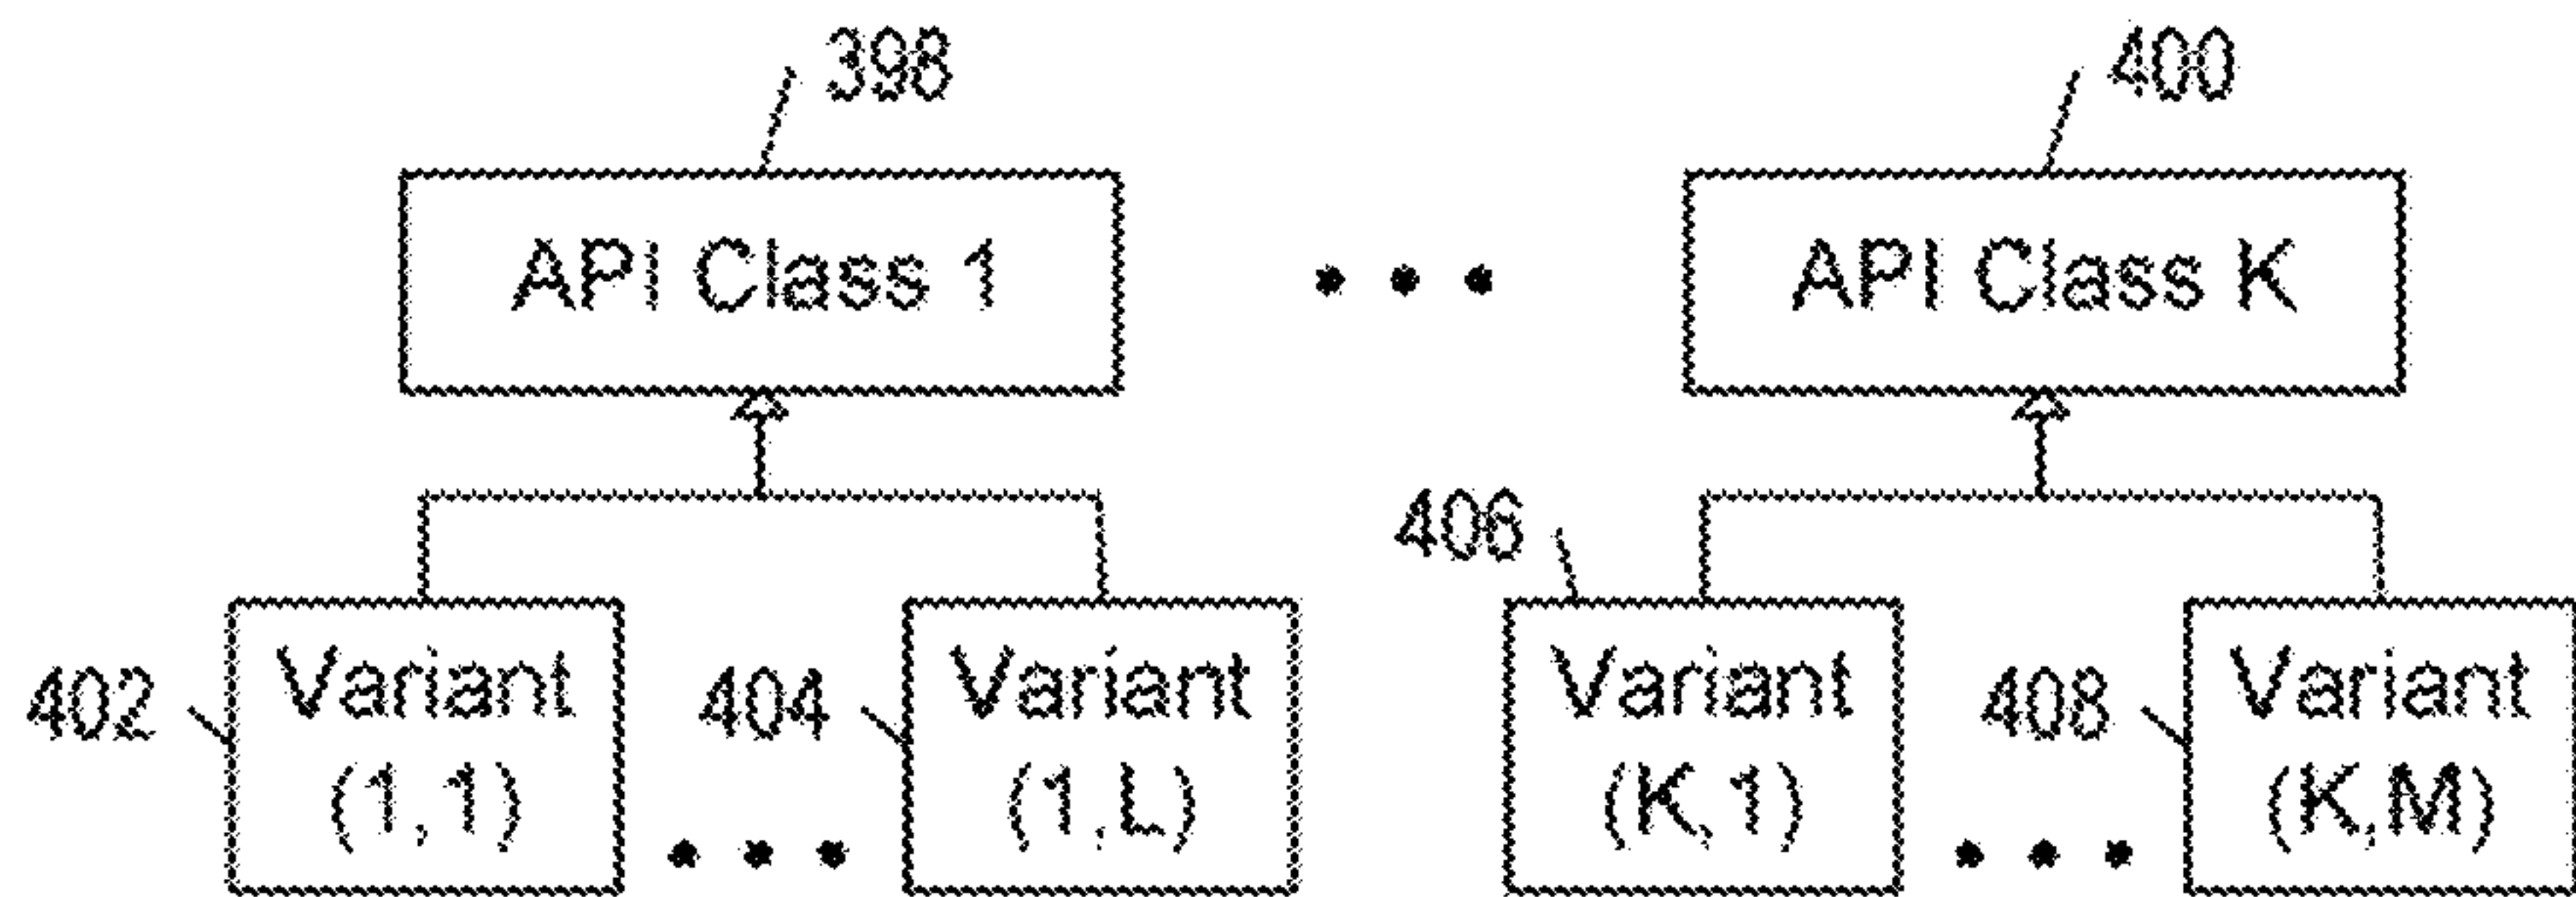 398
400
API Class 1
API Class K
406
402
Variant
(1,1)
404
Variant
(1,L)
Variant
(K,1)
408
Variant
(K,M)